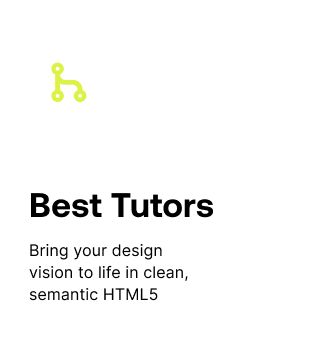 Best Tutors
Bring your design
vision to life in clean,
semantic HTML5